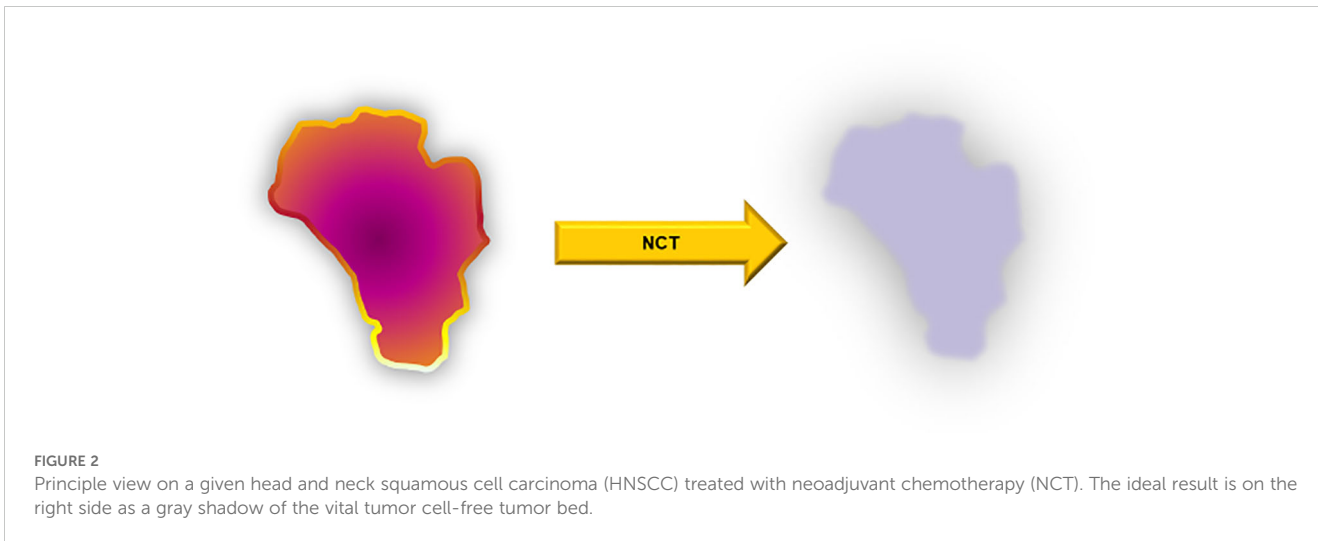 NCT
FIGURE 2
Principle view on a given head and neck squamous cell carcinoma (HNSCC) treated with neoadjuvant chemotherapy (NCT). The ideal result is on the
right side as a gray shadow of the vital tumor cell-free tumor bed.